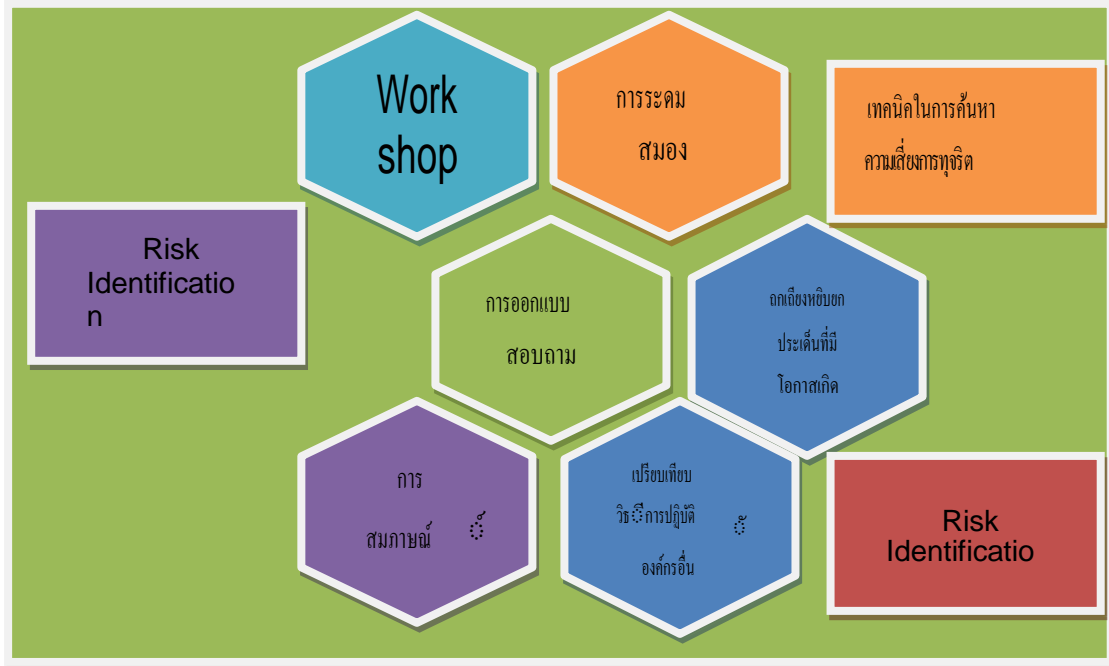 Work
shop
การระดม
สมอง
เทคนิคในการค้นหา
ความเสี่ยงการทุจริต
Risk
Identificatio
n
การออกแบบ
สอบถาม
ถกเถียงหยิบยก
ประเด็นที่มี
โอกาสเกิด
การ
สมภาษณ์ ์
เปรียบเทียบ
วิธ ีการปฎิบัติ ั
องค์กรอื่น
Risk
Identificatio